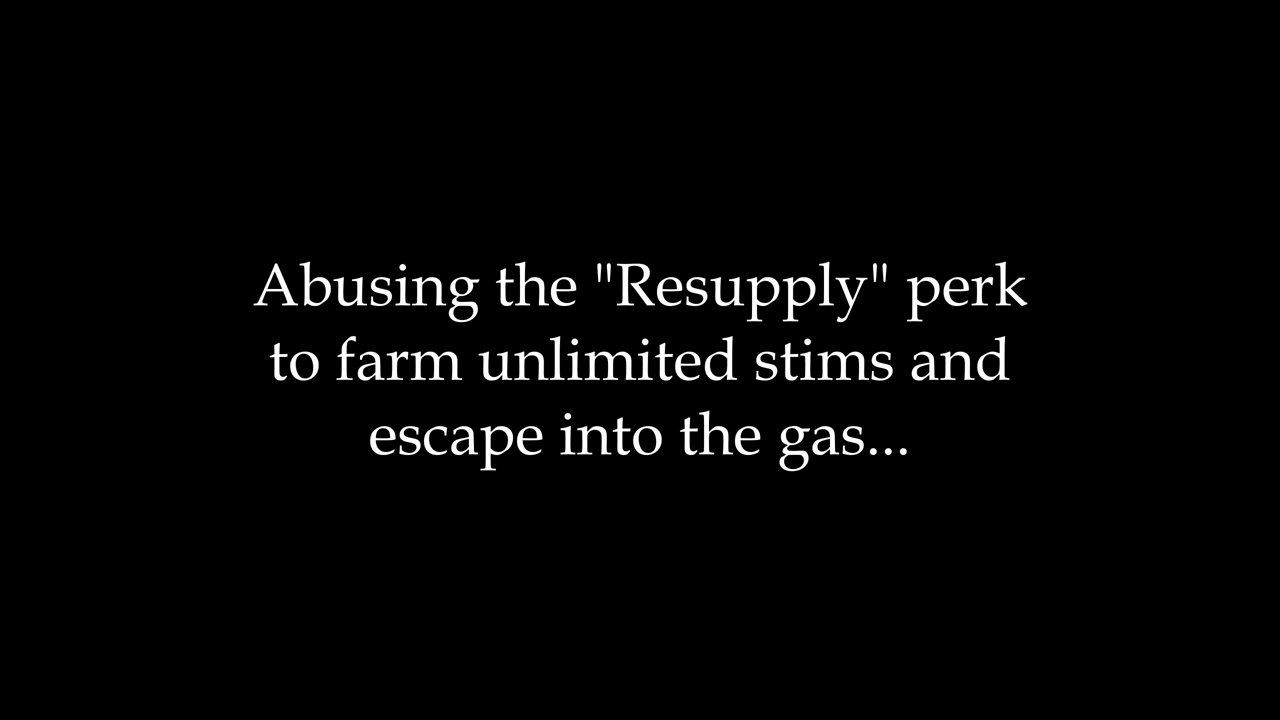 Abusing the "Resupply" perk
to farm unlimited stims and
escape into the gas...